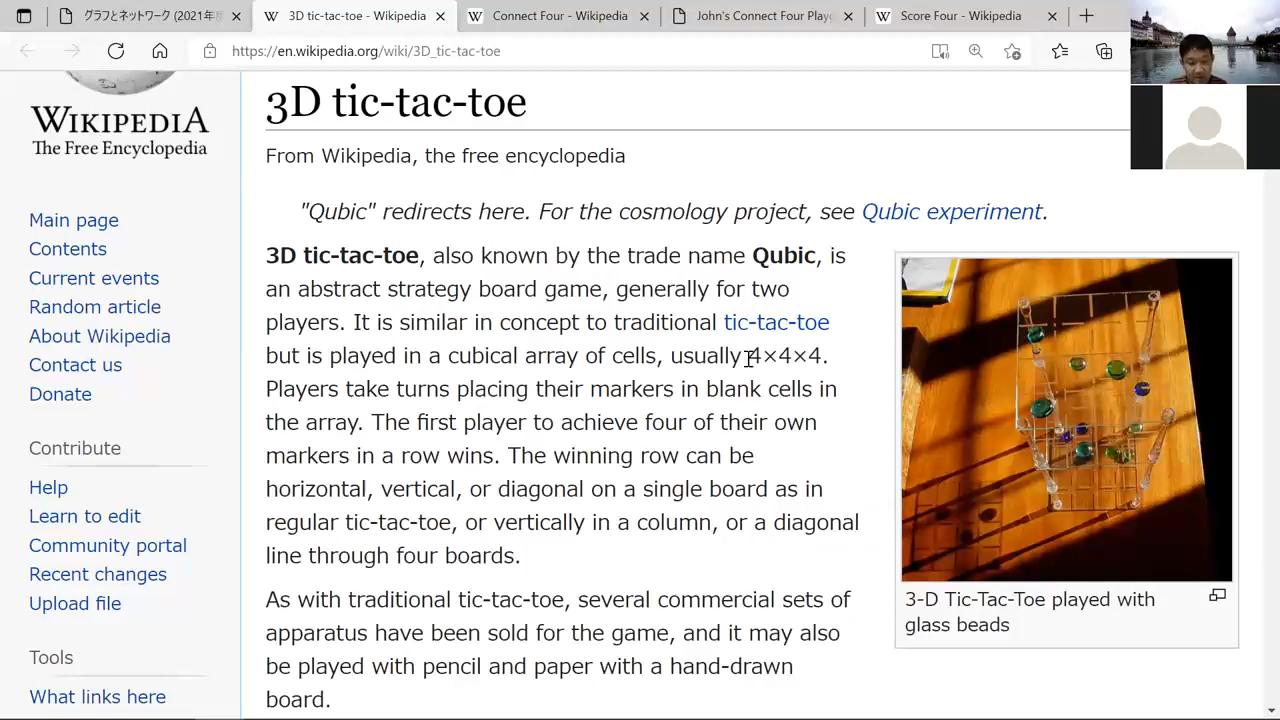 グラフとネットワーク (2021年度
3D tic-tac-toe - Wikipedia
Connect Four - Wikipedia
John's Connect Four Play
Score Four - Wikipedia
https://en.wikipedia.org/wiki/3D_tic-tac-toe
WIKIPEDIA
The Free Encyclopedia
Main page
Contents
Current events
Random article
About Wikipedia
Contact us
Donate
Contribute
Help
Learn to edit
Community portal
Recent changes
Upload file
Tools
What links here
3D tic-tac-toe
From Wikipedia, the free encyclopedia
"Qubic" redirects here. For the cosmology project, see Qubic experiment.
3D tic-tac-toe, also known by the trade name Qubic, is
an abstract strategy board game, generally for two
players. It is similar in concept to traditional tic-tac-toe
but is played in a cubical array of cells, usually 4×4×4.
Players take turns placing their markers in blank cells in
the array. The first player to achieve four of their own
markers in a row wins. The winning row can be
horizontal, vertical, or diagonal on a single board as in
regular tic-tac-toe, or vertically in a column, or a diagonal
line through four boards.
As with traditional tic-tac-toe, several commercial sets of
apparatus have been sold for the game, and it may also
be played with pencil and paper with a hand-drawn
board.
3-D Tic-Tac-Toe played with
glass beads